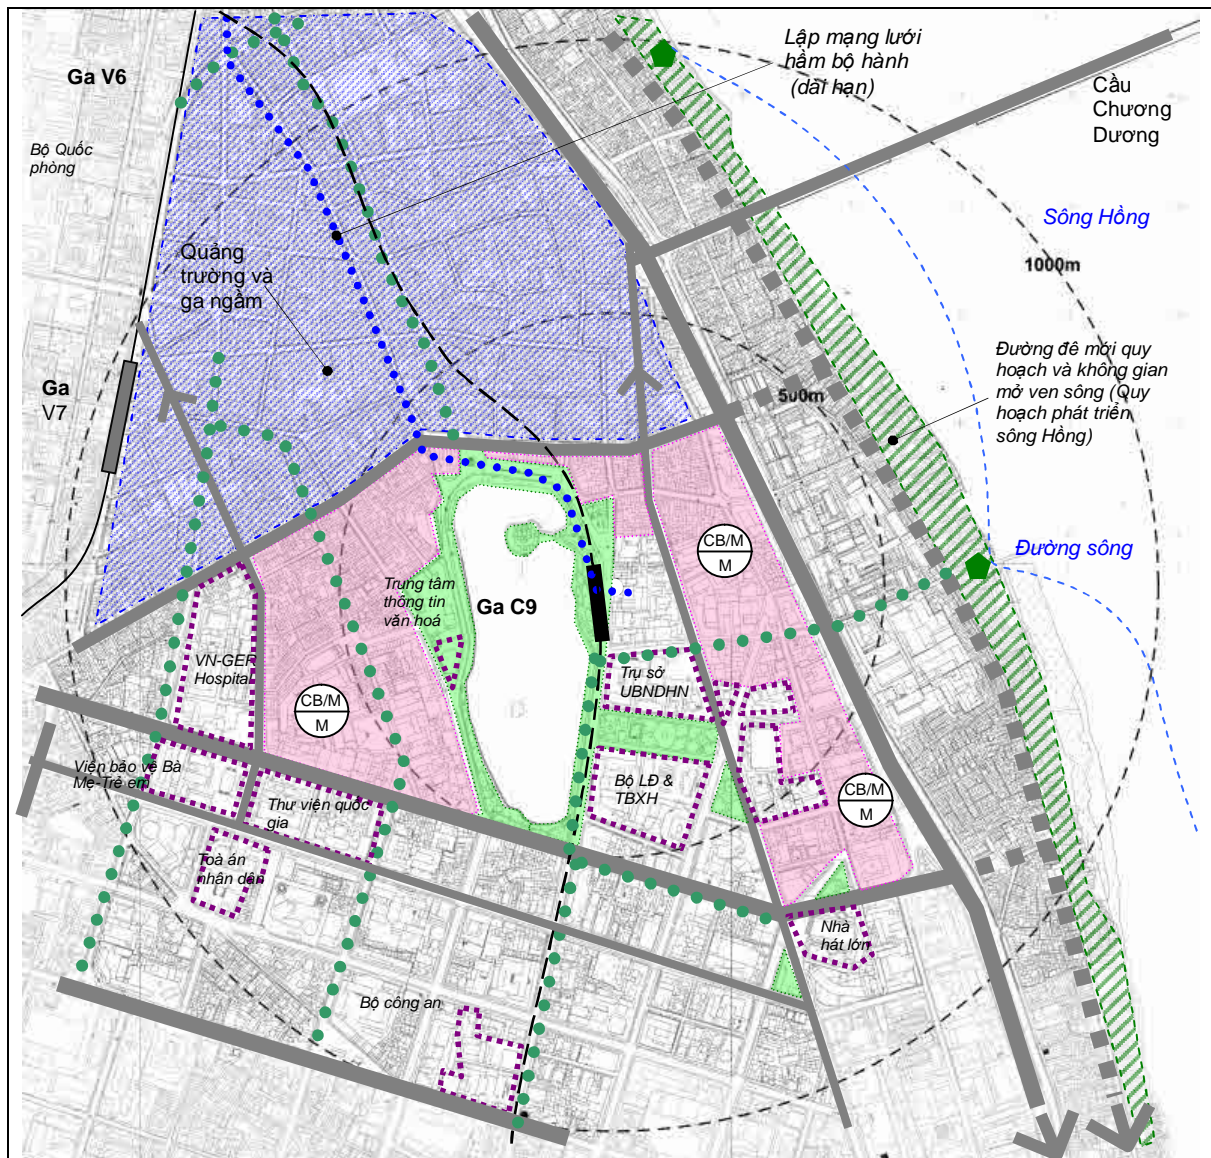 Lập mạng lưới
hầm bộ hành
(dài hạn)
Ga V6
Cầu
Chương
Dương
Bộ Quốc
phòng
Sông Hồng
Quảng
trường và
ga ngầm
1000m
Đường đê mới quy
hoạch và không gian
mở ven sông (Quy
hoạch phát triển
sông Hồng)
Ga
V7
500m
CB/M
M
Đường sông
Trung tâm
thông tin
văn hoá
Ga C9
VN-GER
Hospital
Trụ sở
UBNDHN
CB/M
M
Viện bảo vệ Bà
Mẹ-Trẻ em
Bộ LĐ &
TBXH
CB/M
M
Thư viện quốc
gia
Toà án
nhân dân
Nhà
hát lớn
Bộ công an